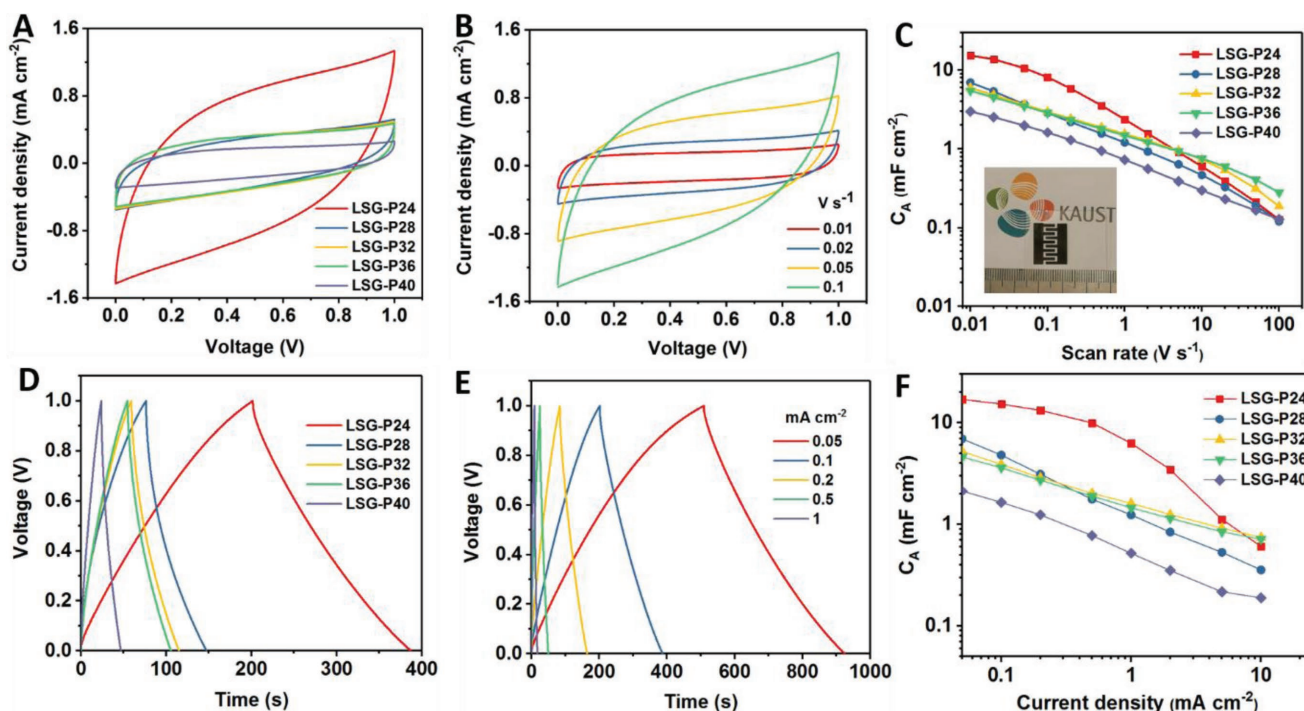 A
Current density (mA cm⁻²)
1.6
0.8
0.0
-0.8
-1.6
LSG-P24
LSG-P28
LSG-P32
LSG-P36
LSG-P40
0.0 0.2 0.4 0.6 0.8 1.0
Voltage (V)
B
Current density (mA cm⁻²)
1.6
0.8
0.0
-0.8
-1.6
V s⁻¹
0.01
0.02
0.05
0.1
0.0 0.2 0.4 0.6 0.8 1.0
Voltage (V)
C
C_A (mF cm⁻²)
10
1
0.1
0.01
LSG-P24
LSG-P28
LSG-P32
LSG-P36
LSG-P40
KAUST
0.01 0.1 1 10 100
Scan rate (V s⁻¹)
D
Voltage (V)
1.0
0.8
0.6
0.4
0.2
0.0
LSG-P24
LSG-P28
LSG-P32
LSG-P36
LSG-P40
0 100 200 300 400
Time (s)
E
Voltage (V)
1.0
0.8
0.6
0.4
0.2
0.0
mA cm⁻²
0.05
0.1
0.2
0.5
1
0 200 400 600 800 1000
Time (s)
F
C_A (mF cm⁻²)
10
1
0.1
LSG-P24
LSG-P28
LSG-P32
LSG-P36
LSG-P40
0.1 1 10
Current density (mA cm⁻²)